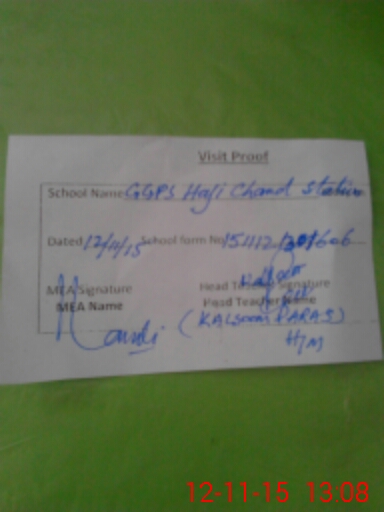 Visit Proof
School Name GGPS Haji Chand Station
Dated 12/11/15 School form No
MEA Signature Head Teacher Signature
MEA Name Head Teacher Name
(KALSOOM PARAS)
H/M
12-11-15 13:08